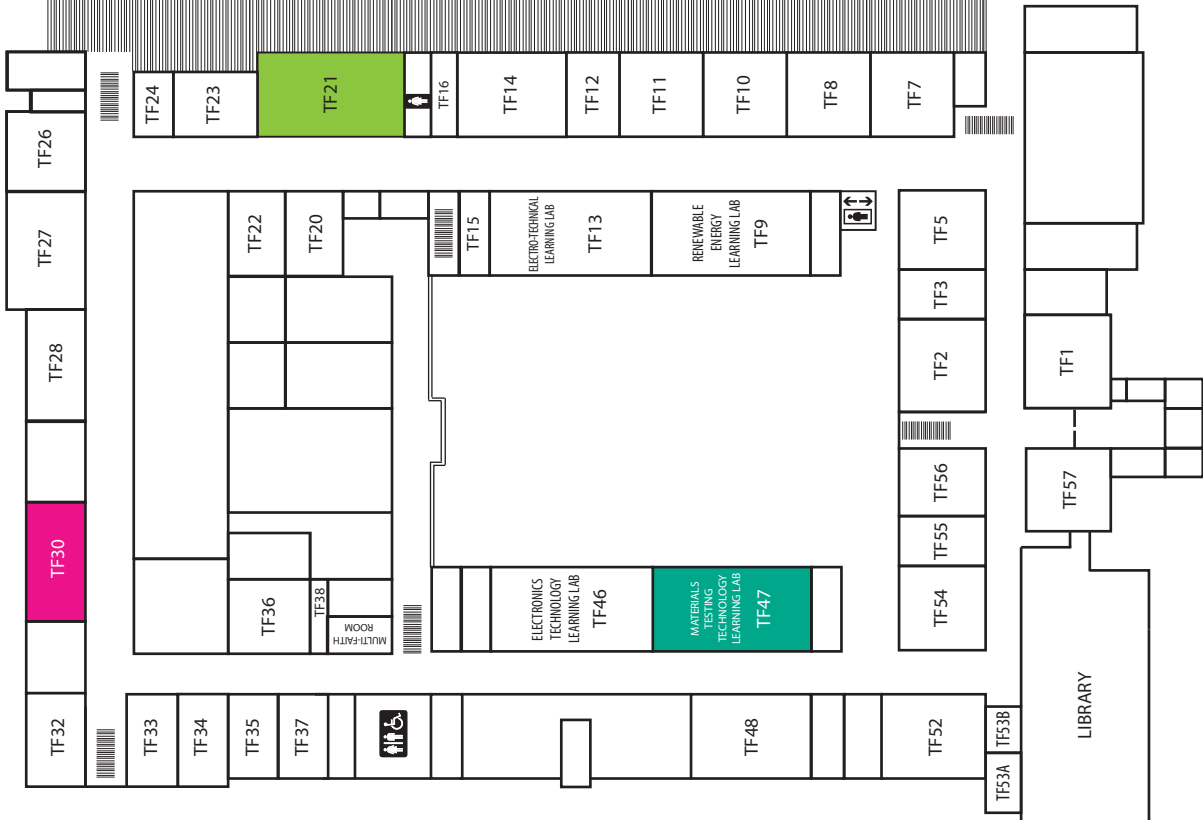 TF24
TF23
TF21
TF16
TF14
TF12
TF11
TF10
TF8
TF7
TF26
TF27
TF22
TF20
TF15
ELECTRO-TECHNICAL
LEARNING LAB
TF13
RENEWABLE
ENERGY
LEARNING LAB
TF9
TF5
TF3
TF28
TF2
TF1
TF30
TF56
TF57
TF55
TF36
TF38
MULTI-FAITH
ROOM
ELECTRONICS
TECHNOLOGY
LEARNING LAB
TF46
MATERIALS
TESTING
TECHNOLOGY
LEARNING LAB
TF47
TF54
TF32
TF33
TF34
TF35
TF37
TF48
TF52
TF53B
TF53A
LIBRARY